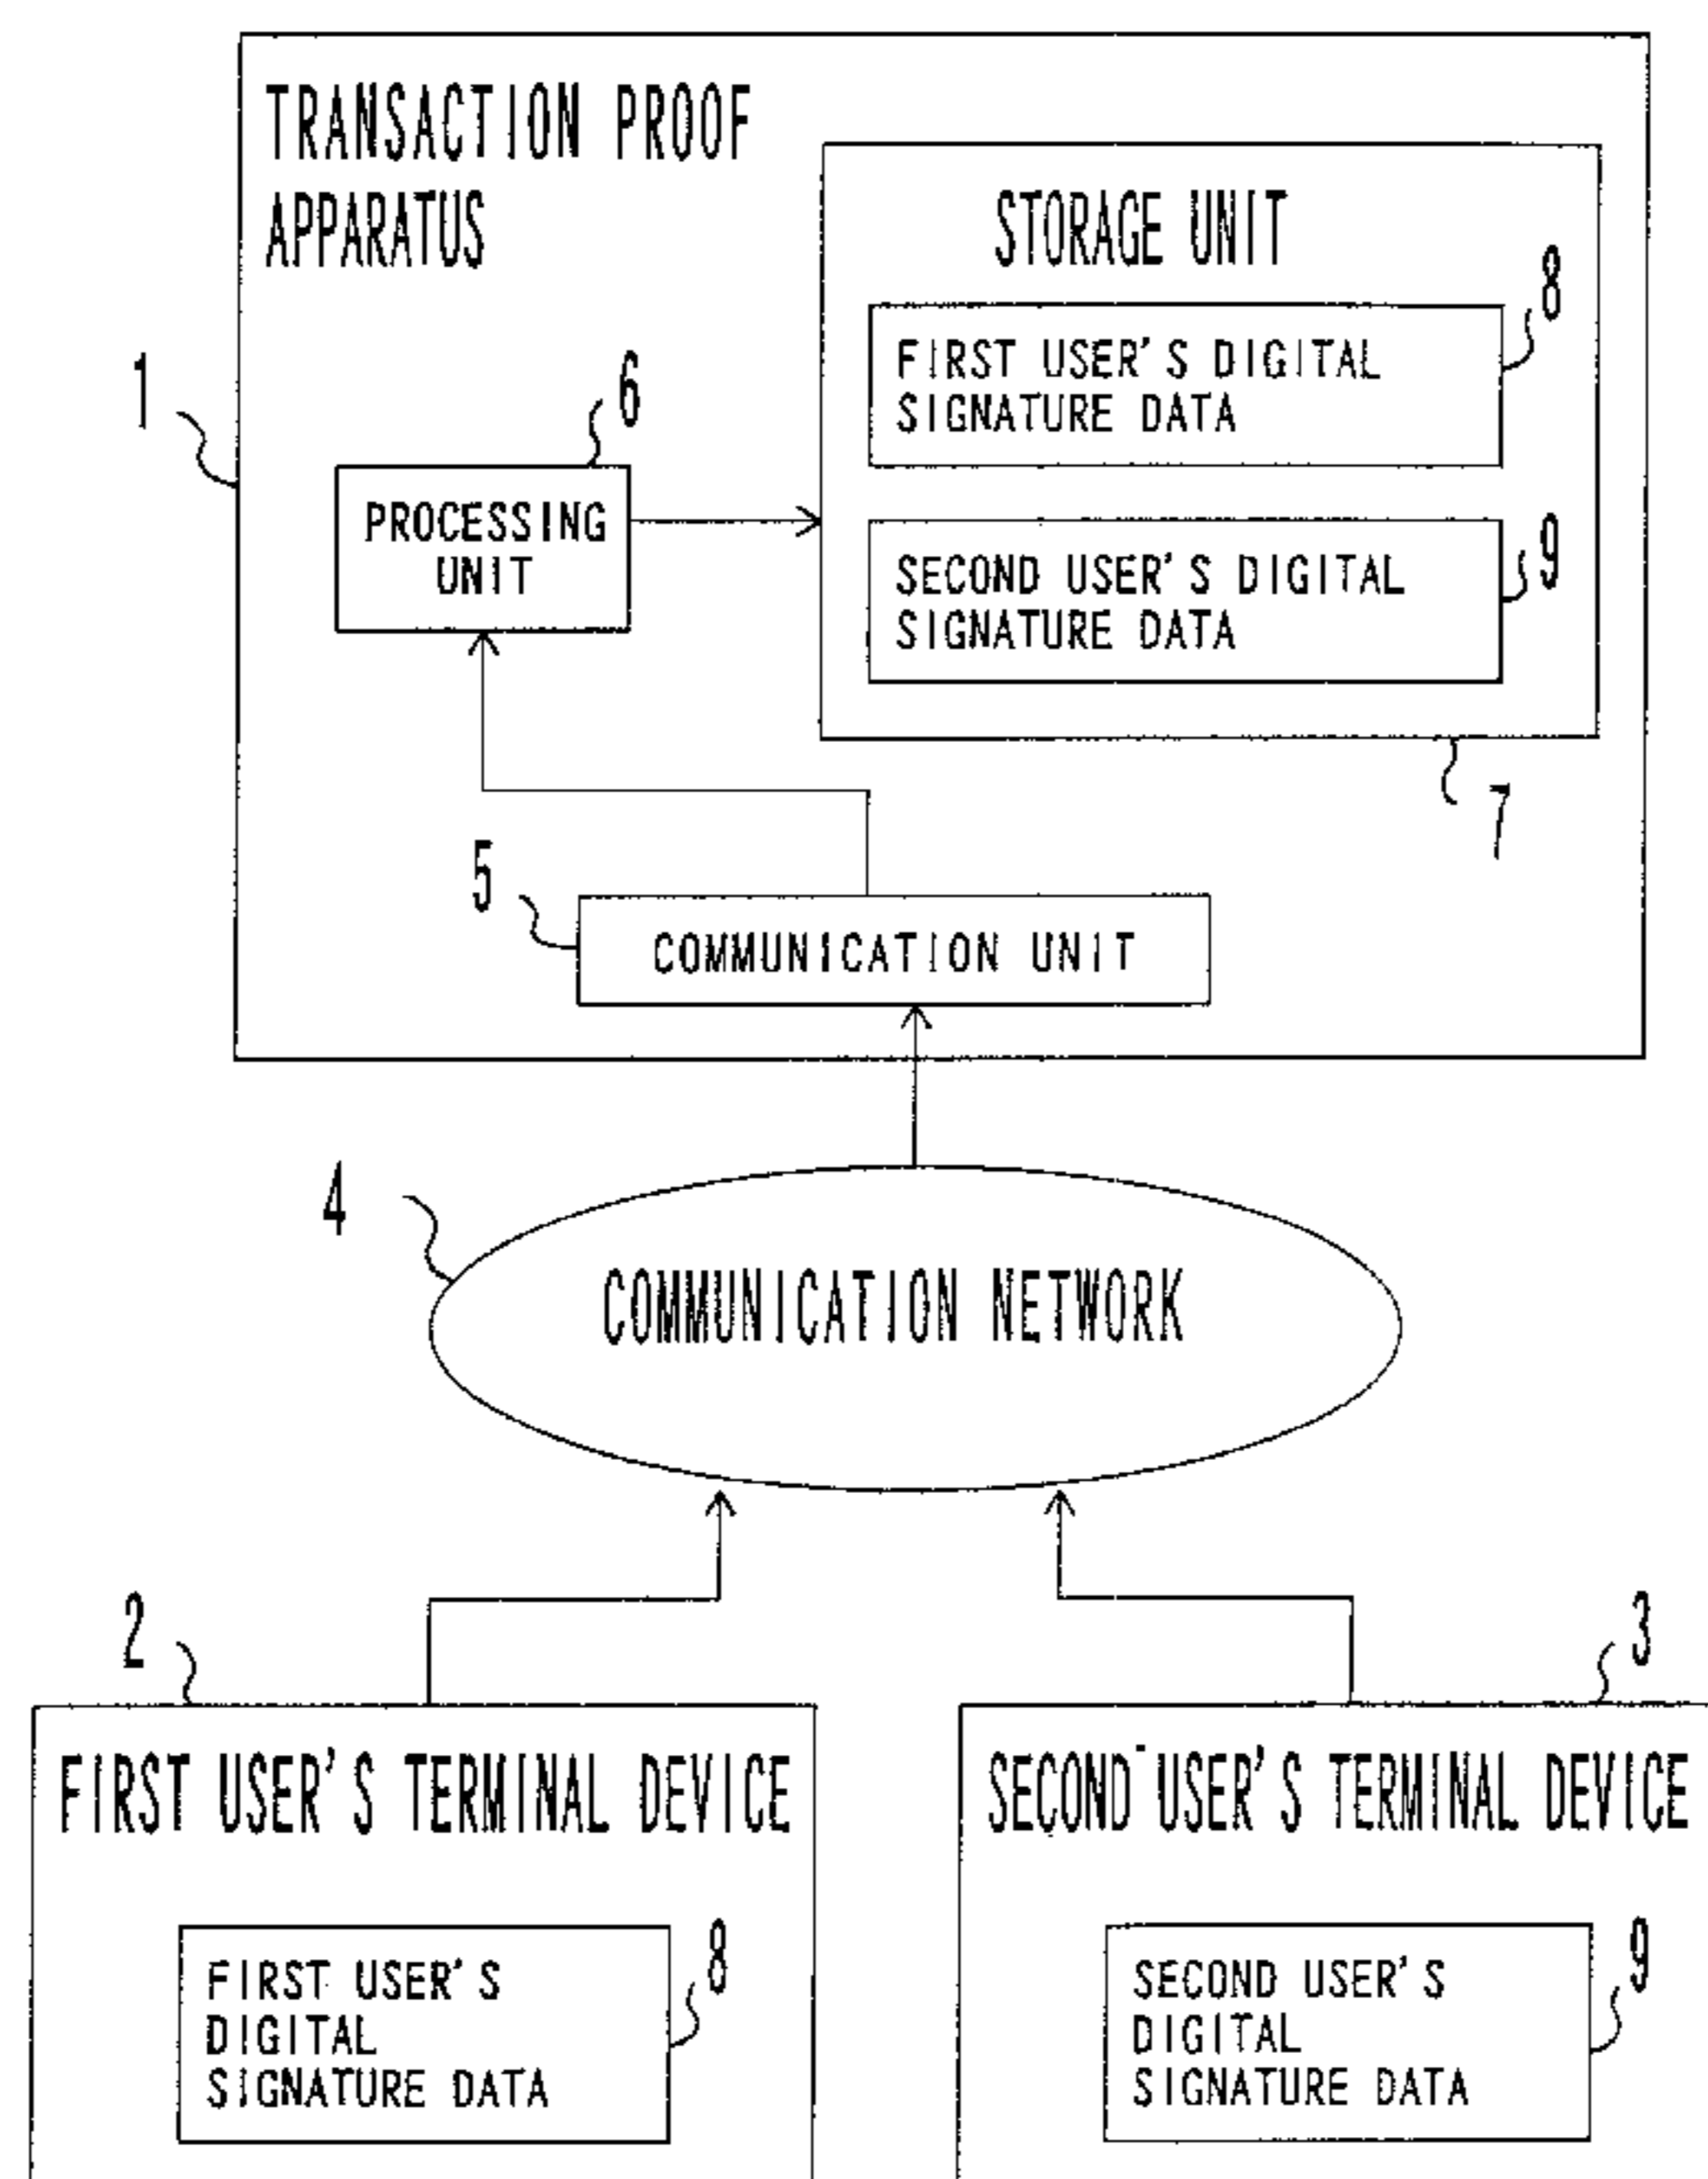 TRANSACTION PROOF
APPARATUS
STORAGE UNIT
8
FIRST USER'S DIGITAL
SIGNATURE DATA
1
6
PROCESSING
UNIT
9
SECOND USER'S DIGITAL
SIGNATURE DATA
7
5
COMMUNICATION UNIT
4
COMMUNICATION NETWORK
2
3
FIRST USER'S TERMINAL DEVICE
SECOND USER'S TERMINAL DEVICE
FIRST USER'S
DIGITAL
SIGNATURE DATA
8
SECOND USER'S
DIGITAL
SIGNATURE DATA
9